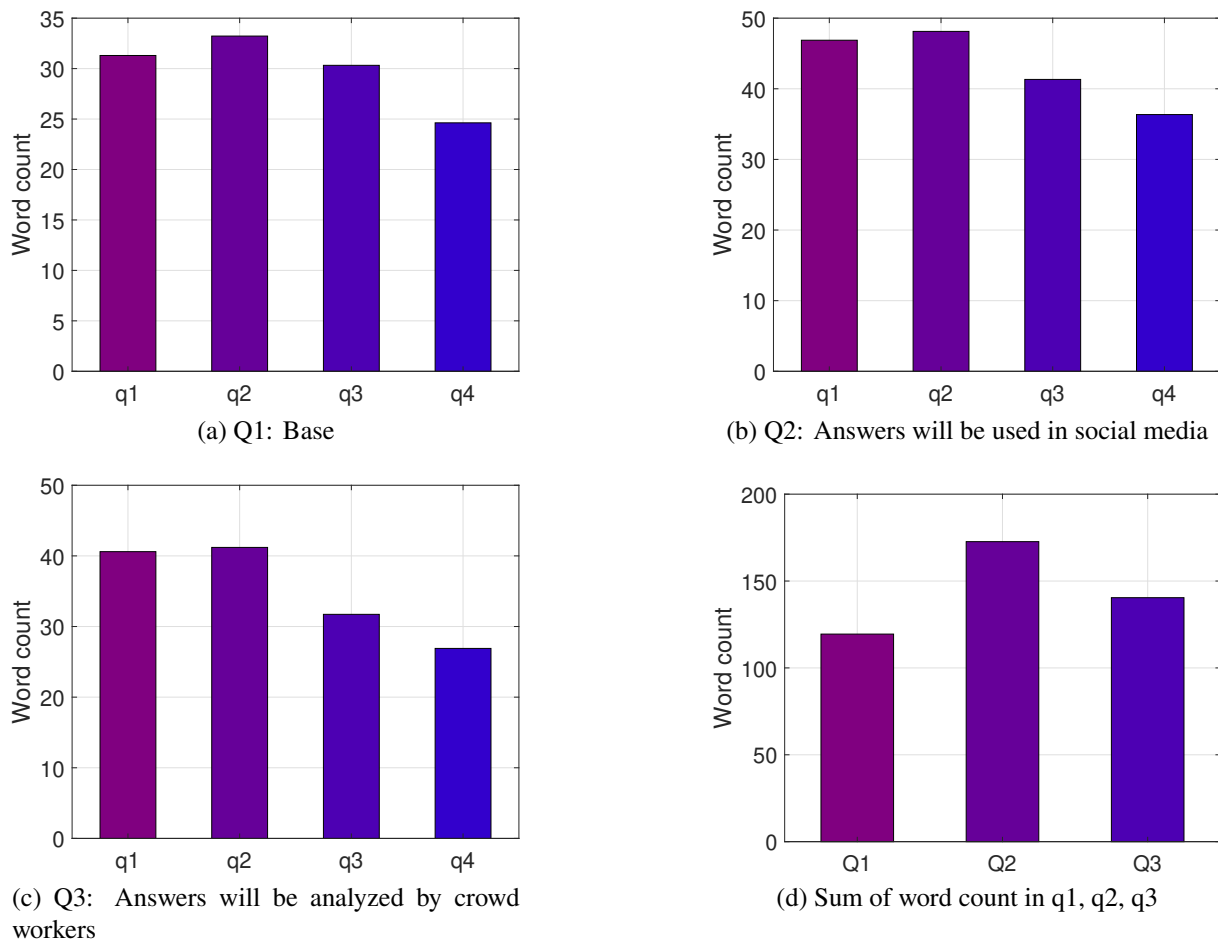 35
30
25
20
15
10
5
0
Word count
q1 q2 q3 q4
(a) Q1: Base
50
40
30
20
10
0
Word count
q1 q2 q3 q4
(b) Q2: Answers will be used in social media
50
40
30
20
10
0
Word count
q1 q2 q3 q4
(c) Q3: Answers will be analyzed by crowd
workers
200
150
100
50
0
Word count
Q1 Q2 Q3
(d) Sum of word count in q1, q2, q3